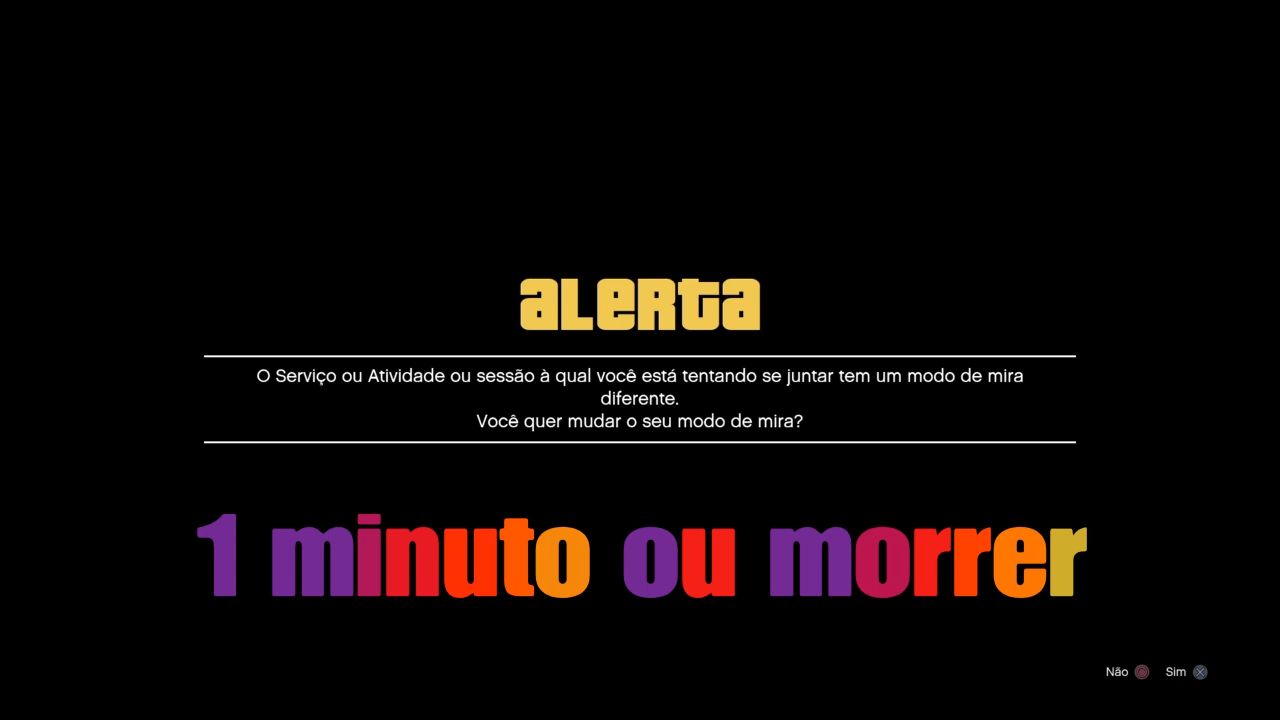 aLeRta
O Serviço ou Atividade ou sessão à qual você está tentando se juntar tem um modo de mira
diferente.
Você quer mudar o seu modo de mira?
1 minuto ou morrer
Não Sim